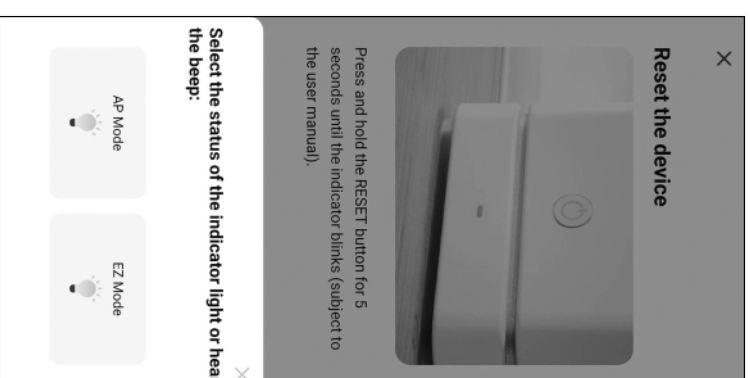 Reset the device
Press and hold the RESET button for 5
seconds until the indicator blinks (subject to
the user manual).
Select the status of the indicator light or hea
the beep:
AP Mode
EZ Mode